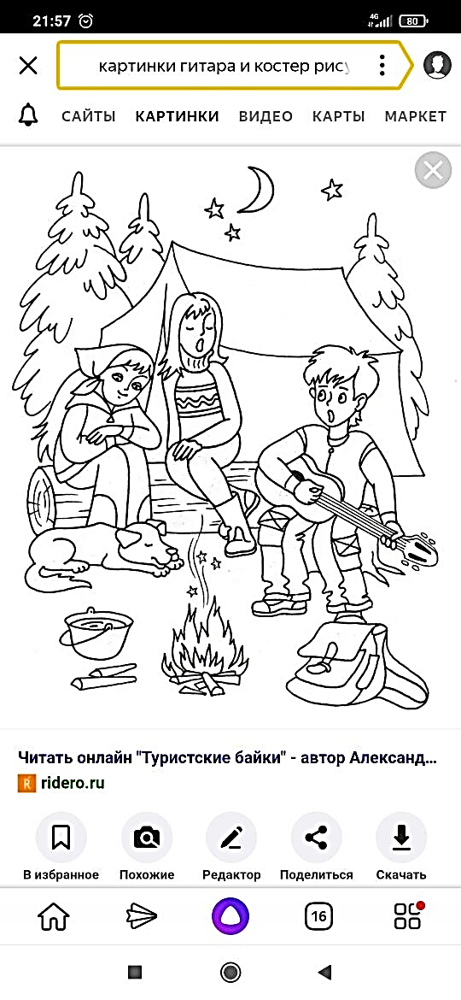 21:57
4G
80
картинки гитара и костер рису
САЙТЫ КАРТИНКИ ВИДЕО КАРТЫ МАРКЕТ
Читать онлайн "Туристские байки" - автор Александ...
R ridero.ru
В избранное Похожие Редактор Поделиться Скачать
16